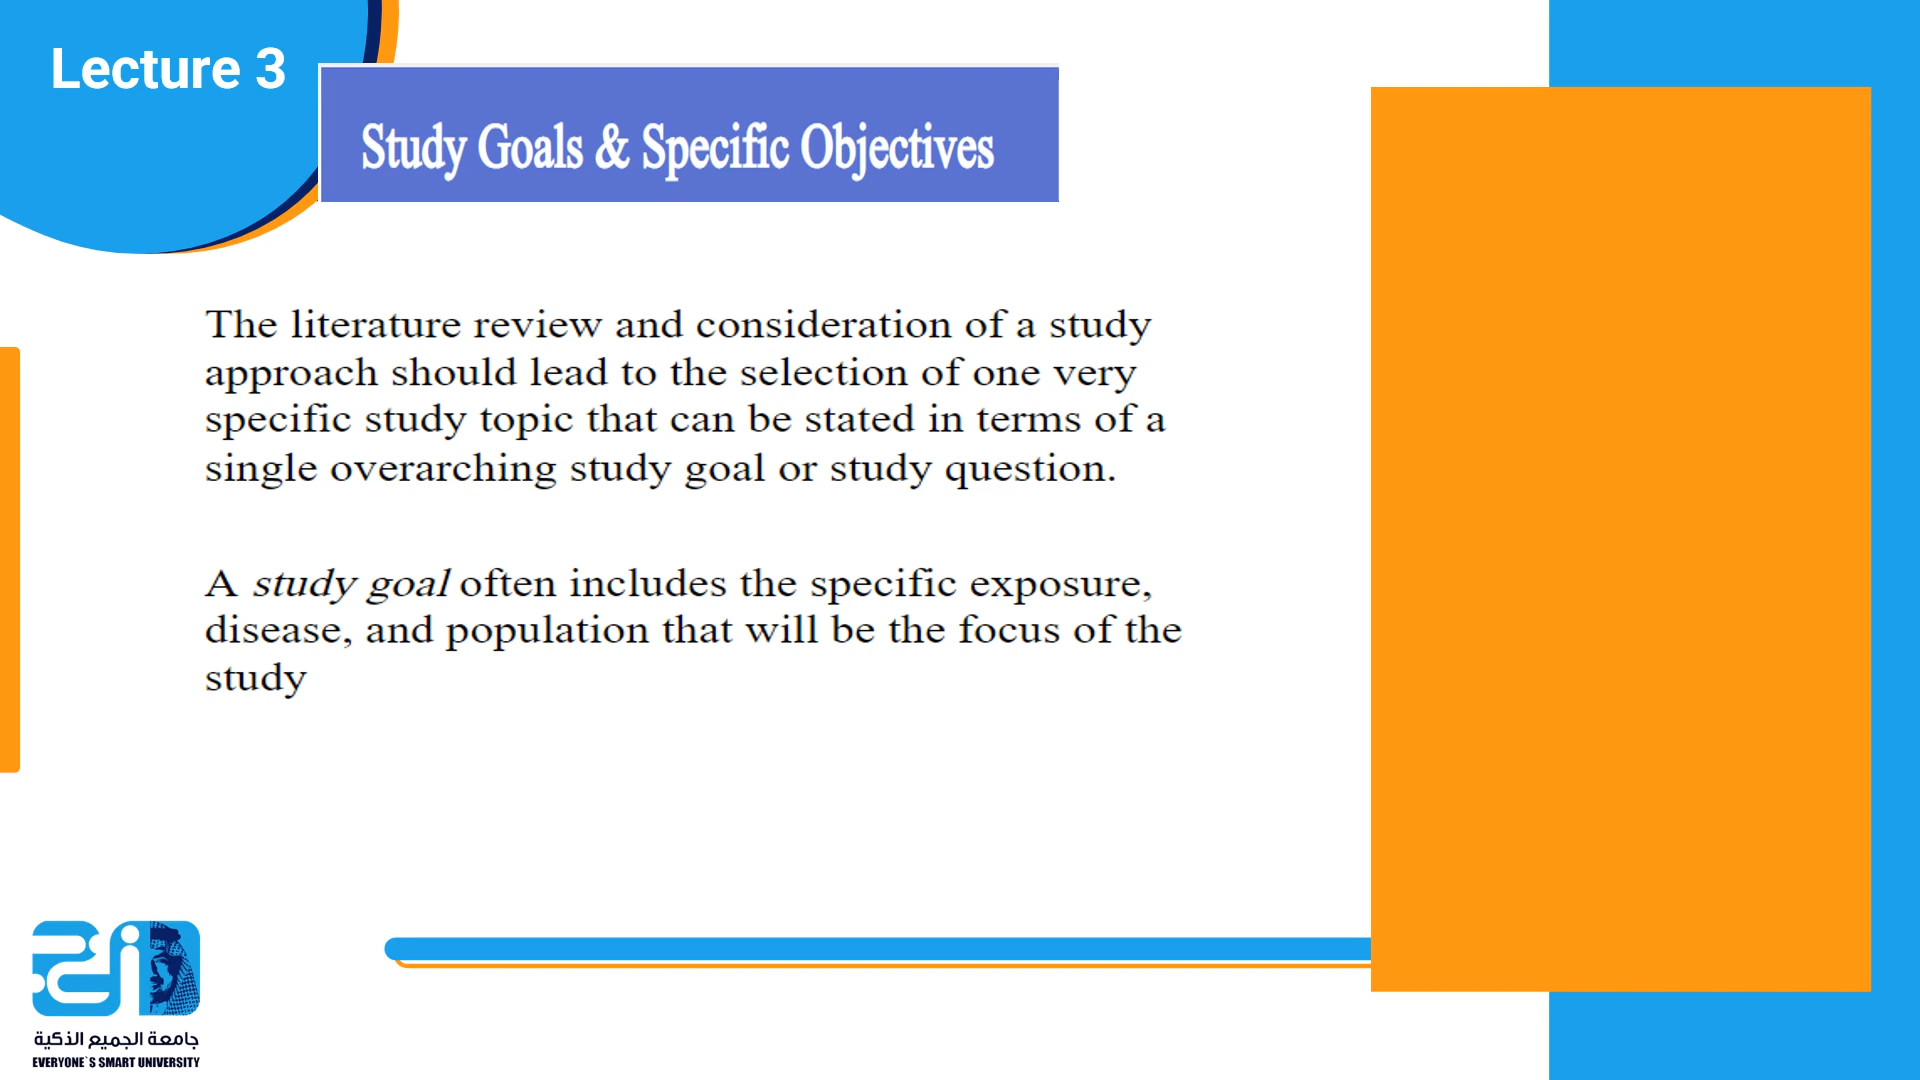 Lecture 3
Study Goals & Specific Objectives
The literature review and consideration of a study
approach should lead to the selection of one very
specific study topic that can be stated in terms of a
single overarching study goal or study question.
A study goal often includes the specific exposure,
disease, and population that will be the focus of the
study
جامعة الجميع الذكية
EVERYONE`S SMART UNIVERSITY